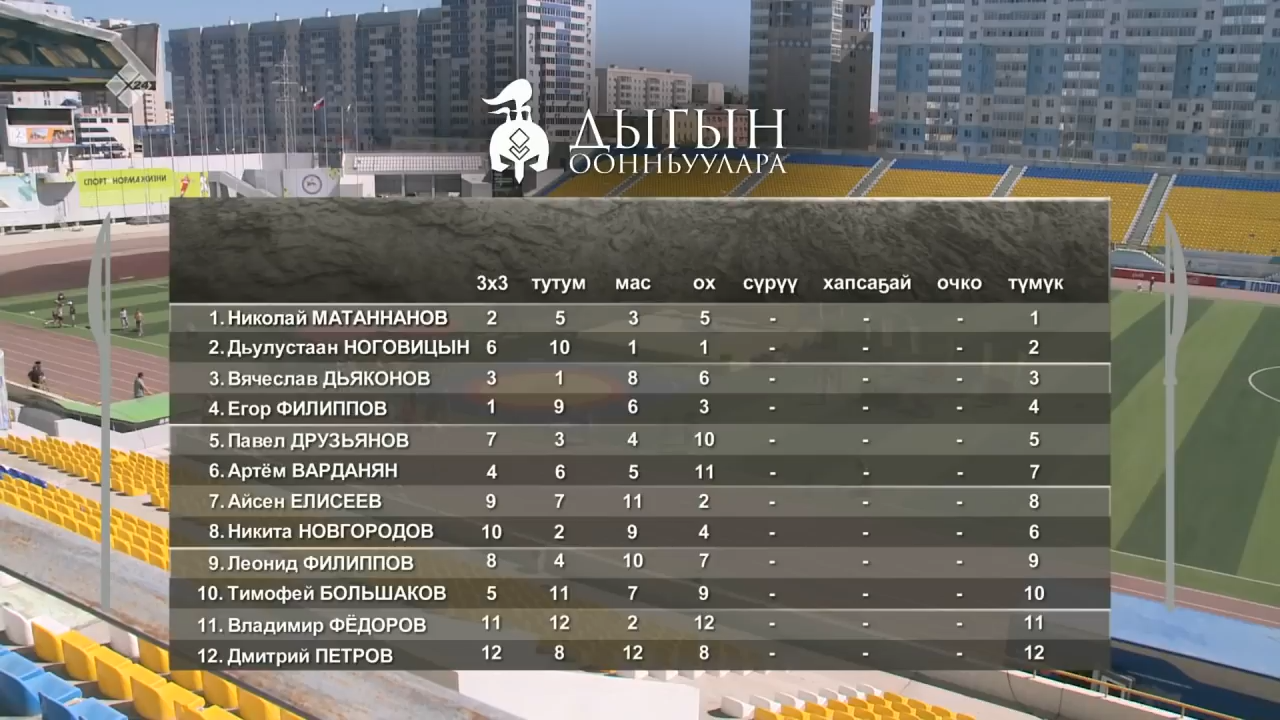 ДЫГЫН
ООННЬУУЛАРА
СПОРТ - НОРМА ЖИЗНИ
3х3 тутум мас ох сүрүү хапсаҕай очко түмүк
1. Николай МАТАННАНОВ 2 5 3 5 - - - 1
2. Дьулустаан НОГОВИЦЫН 6 10 1 1 - - - 2
3. Вячеслав ДЬЯКОНОВ 3 1 8 6 - - - 3
4. Егор ФИЛИППОВ 1 9 6 3 - - - 4
5. Павел ДРУЗЬЯНОВ 7 3 4 10 - - - 5
6. Артём ВАРДАНЯН 4 6 5 11 - - - 7
7. Айсен ЕЛИСЕЕВ 9 7 11 2 - - - 8
8. Никита НОВГОРОДОВ 10 2 9 4 - - - 6
9. Леонид ФИЛИППОВ 8 4 10 7 - - - 9
10. Тимофей БОЛЬШАКОВ 5 11 7 9 - - - 10
11. Владимир ФЁДОРОВ 11 12 2 12 - - - 11
12. Дмитрий ПЕТРОВ 12 8 12 8 - - - 12